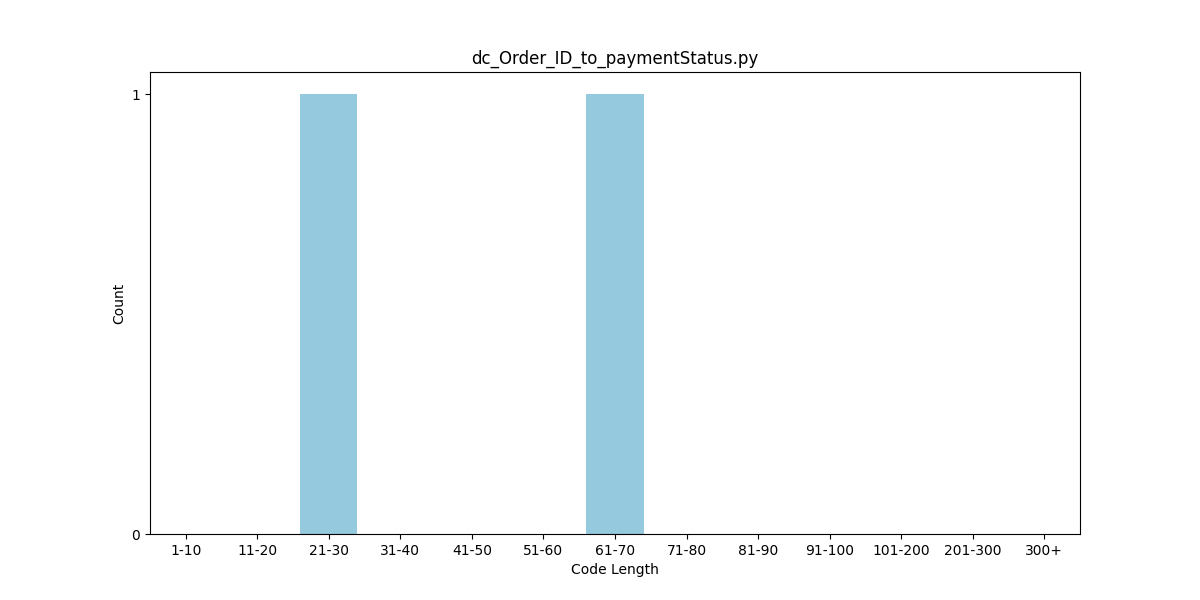 dc_Order_ID_to_paymentStatus.py
1
Count
0
1-10 11-20 21-30 31-40 41-50 51-60 61-70 71-80 81-90 91-100 101-200 201-300 300+
Code Length